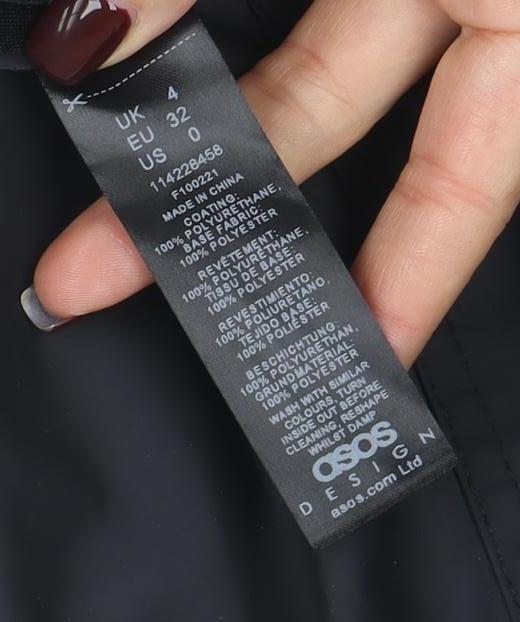 UK 4
EU 32
US 0
114228458
F100221
MADE IN CHINA
COATING:
100% POLYURETHANE.
BASE FABRIC:
100% POLYESTER
REVÊTEMENT:
100% POLYURETHANE.
TISSU DE BASE:
100% POLYESTER
REVESTIMIENTO:
100% POLIURETANO.
TEJIDO BASE:
100% POLIÉSTER
BESCHICHTUNG:
100% POLYURETHAN.
GRUNDMATERIAL:
100% POLYESTER
WASH WITH SIMILAR
COLOURS, TURN
INSIDE OUT BEFORE
CLEANING, RESHAPE
WHILST DAMP
asos
DESIGN
asos.com Ltd